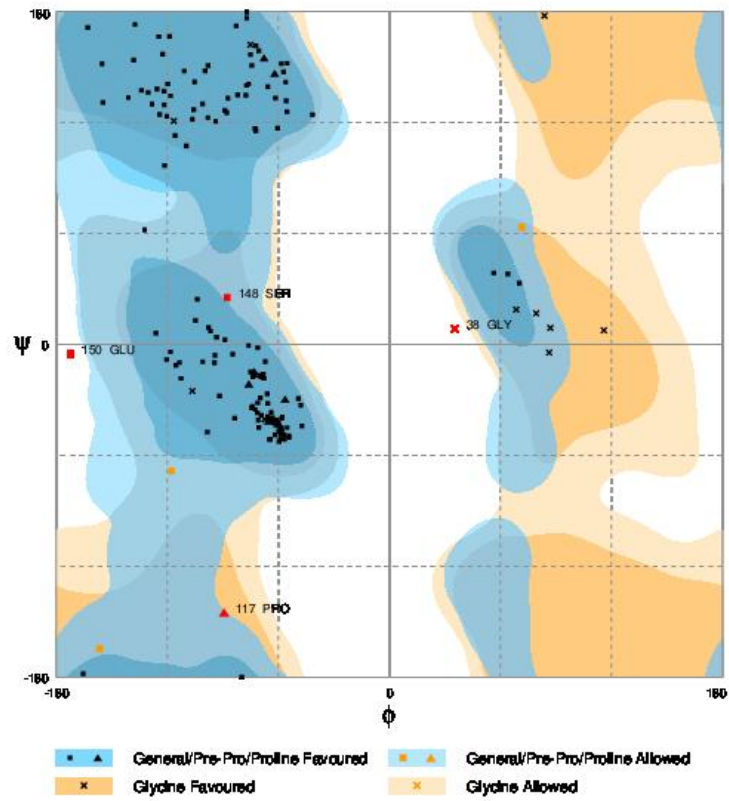 180
148 SER
38 GLY
Ψ 0
150 GLU
117 PRO
-180
-180 0 180
ϕ
General/Pre-Pro/Proline Favoured General/Pre-Pro/Proline Allowed
Glycine Favoured Glycine Allowed